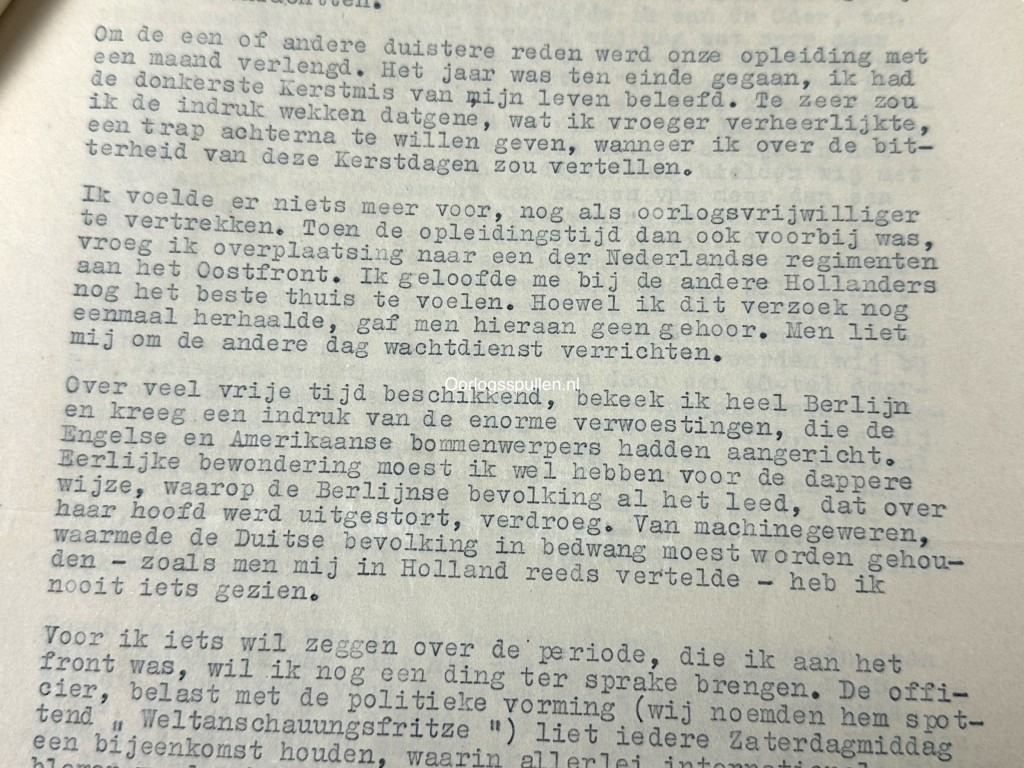 Om de een of andere duistere reden werd onze opleiding met
een maand verlengd. Het jaar was ten einde gegaan, ik had
de donkerste Kerstmis van mijn leven beleefd. Te zeer zou
ik de indruk wekken datgene, wat ik vroeger verheerlijkte,
een trap achterna te willen geven, wanneer ik over de bit-
terheid van deze Kerstdagen zou vertellen.
Ik voelde er niets meer voor, nog als oorlogsvrijwilliger
te vertrekken. Toen de opleidingstijd dan ook voorbij was,
vroeg ik overplaatsing naar een der Nederlandse regimenten
aan het Oostfront. Ik geloofde me bij de andere Hollanders
nog het beste thuis te voelen. Hoewel ik dit verzoek nog
eenmaal herhaalde, gaf men hieraan geen gehoor. Men liet
mij om de andere dag wachtdienst verrichten.
Oorlogsspullen.nl
Over veel vrije tijd beschikkend, bekeek ik heel Berlijn
en kreeg een indruk van de enorme verwoestingen, die de
Engelse en Amerikaanse bommenwerpers hadden aangericht.
Eerlijke bewondering moest ik wel hebben voor de dappere
wijze, waarop de Berlijnse bevolking al het leed, dat over
haar hoofd werd uitgestort, verdroeg. Van machinegeweren,
waarmede de Duitse bevolking in bedwang moest worden gehou-
den - zoals men mij in Holland reeds vertelde - heb ik
nooit iets gezien.
Voor ik iets wil zeggen over de periode, die ik aan het
front was, wil ik nog een ding ter sprake brengen. De offi-
cier, belast met de politieke vorming (wij noemden hem spot-
tend „ Weltanschauungsfritze ") liet iedere Zaterdagmiddag
een bijeenkomst houden, waarin allerlei